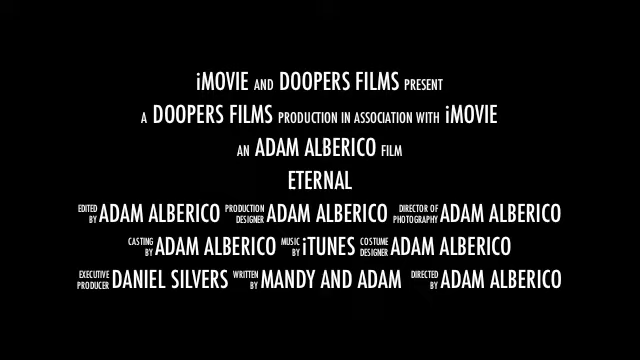 iMOVIE AND DOOPERS FILMS PRESENT
A DOOPERS FILMS PRODUCTION IN ASSOCIATION WITH iMOVIE
AN ADAM ALBERICO FILM
ETERNAL
EDITED BY ADAM ALBERICO PRODUCTION DESIGNER ADAM ALBERICO DIRECTOR OF PHOTOGRAPHY ADAM ALBERICO
CASTING BY ADAM ALBERICO MUSIC BY iTUNES COSTUME DESIGNER ADAM ALBERICO
EXECUTIVE PRODUCER DANIEL SILVERS WRITTEN BY MANDY AND ADAM DIRECTED BY ADAM ALBERICO